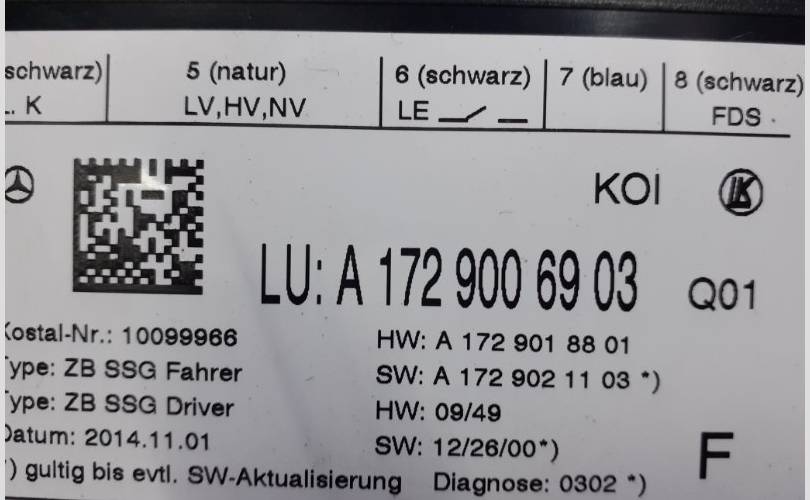 schwarz) 5 (natur) 6 (schwarz) 7 (blau) 8 (schwarz)
. K LV,HV,NV LE FDS
KOI
LU: A 172 900 69 03 Q01
Kostal-Nr.: 10099966
HW: A 172 901 88 01
ype: ZB SSG Fahrer
SW: A 172 902 11 03 *)
ype: ZB SSG Driver
HW: 09/49
Datum: 2014.11.01
SW: 12/26/00*)
F
) gultig bis evtl. SW-Aktualisierung Diagnose: 0302 *)